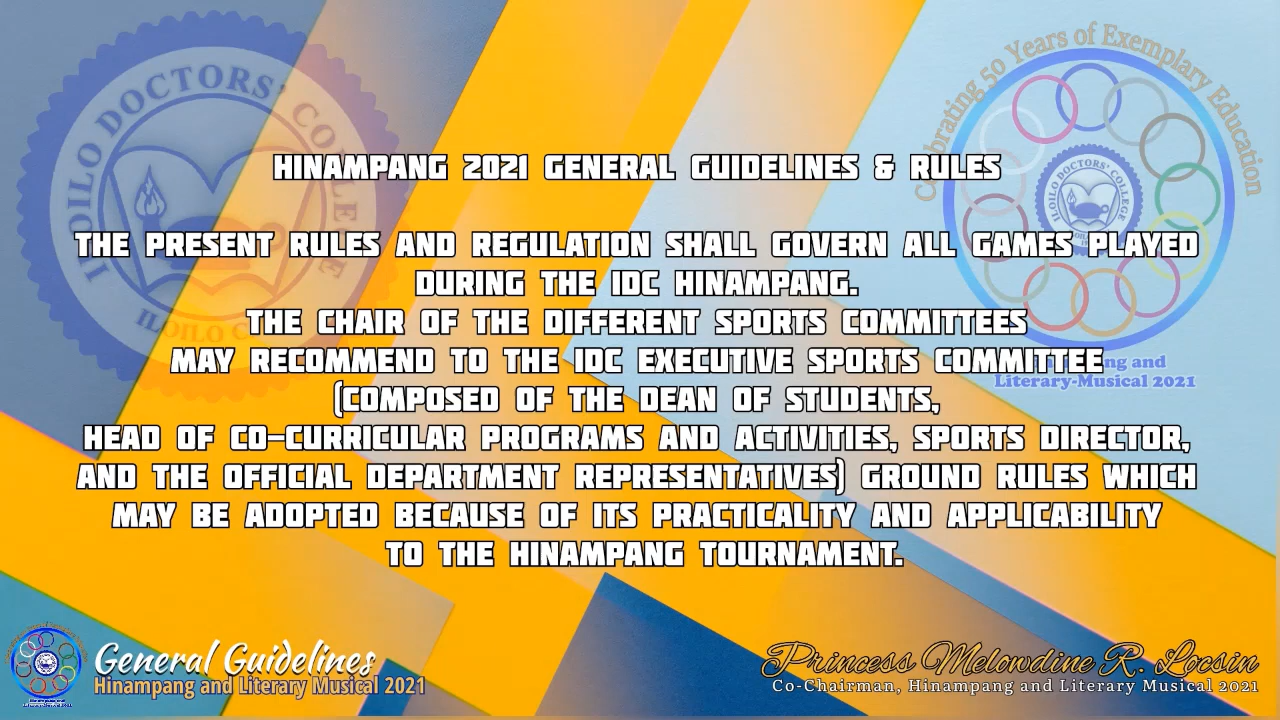 ILOILO DOCTORS' COLLEGE
Celebrating 50 Years of Exemplary Education
ILOILO DOCTORS' COLLEGE
HINAMPANG 2021 GENERAL GUIDELINES & RULES
THE PRESENT RULES AND REGULATION SHALL GOVERN ALL GAMES PLAYED
DURING THE IDC HINAMPANG.
THE CHAIR OF THE DIFFERENT SPORTS COMMITTEES
MAY RECOMMEND TO THE IDC EXECUTIVE SPORTS COMMITTEE
(COMPOSED OF THE DEAN OF STUDENTS,
HEAD OF CO-CURRICULAR PROGRAMS AND ACTIVITIES, SPORTS DIRECTOR,
AND THE OFFICIAL DEPARTMENT REPRESENTATIVES) GROUND RULES WHICH
MAY BE ADOPTED BECAUSE OF ITS PRACTICALITY AND APPLICABILITY
TO THE HINAMPANG TOURNAMENT.
and
Literary-Musical 2021
General Guidelines
Hinampang and Literary Musical 2021
Princess Melowdine R. Locsin
Co-Chairman, Hinampang and Literary Musical 2021